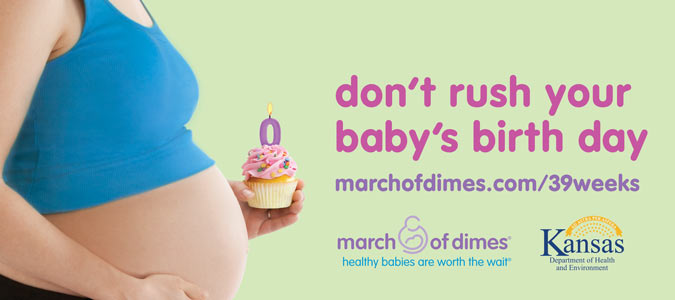 0
don't rush your
baby's birth day
marchofdimes.com/39weeks
march of dimes®
healthy babies are worth the wait®
Kansas
Department of Health
and Environment